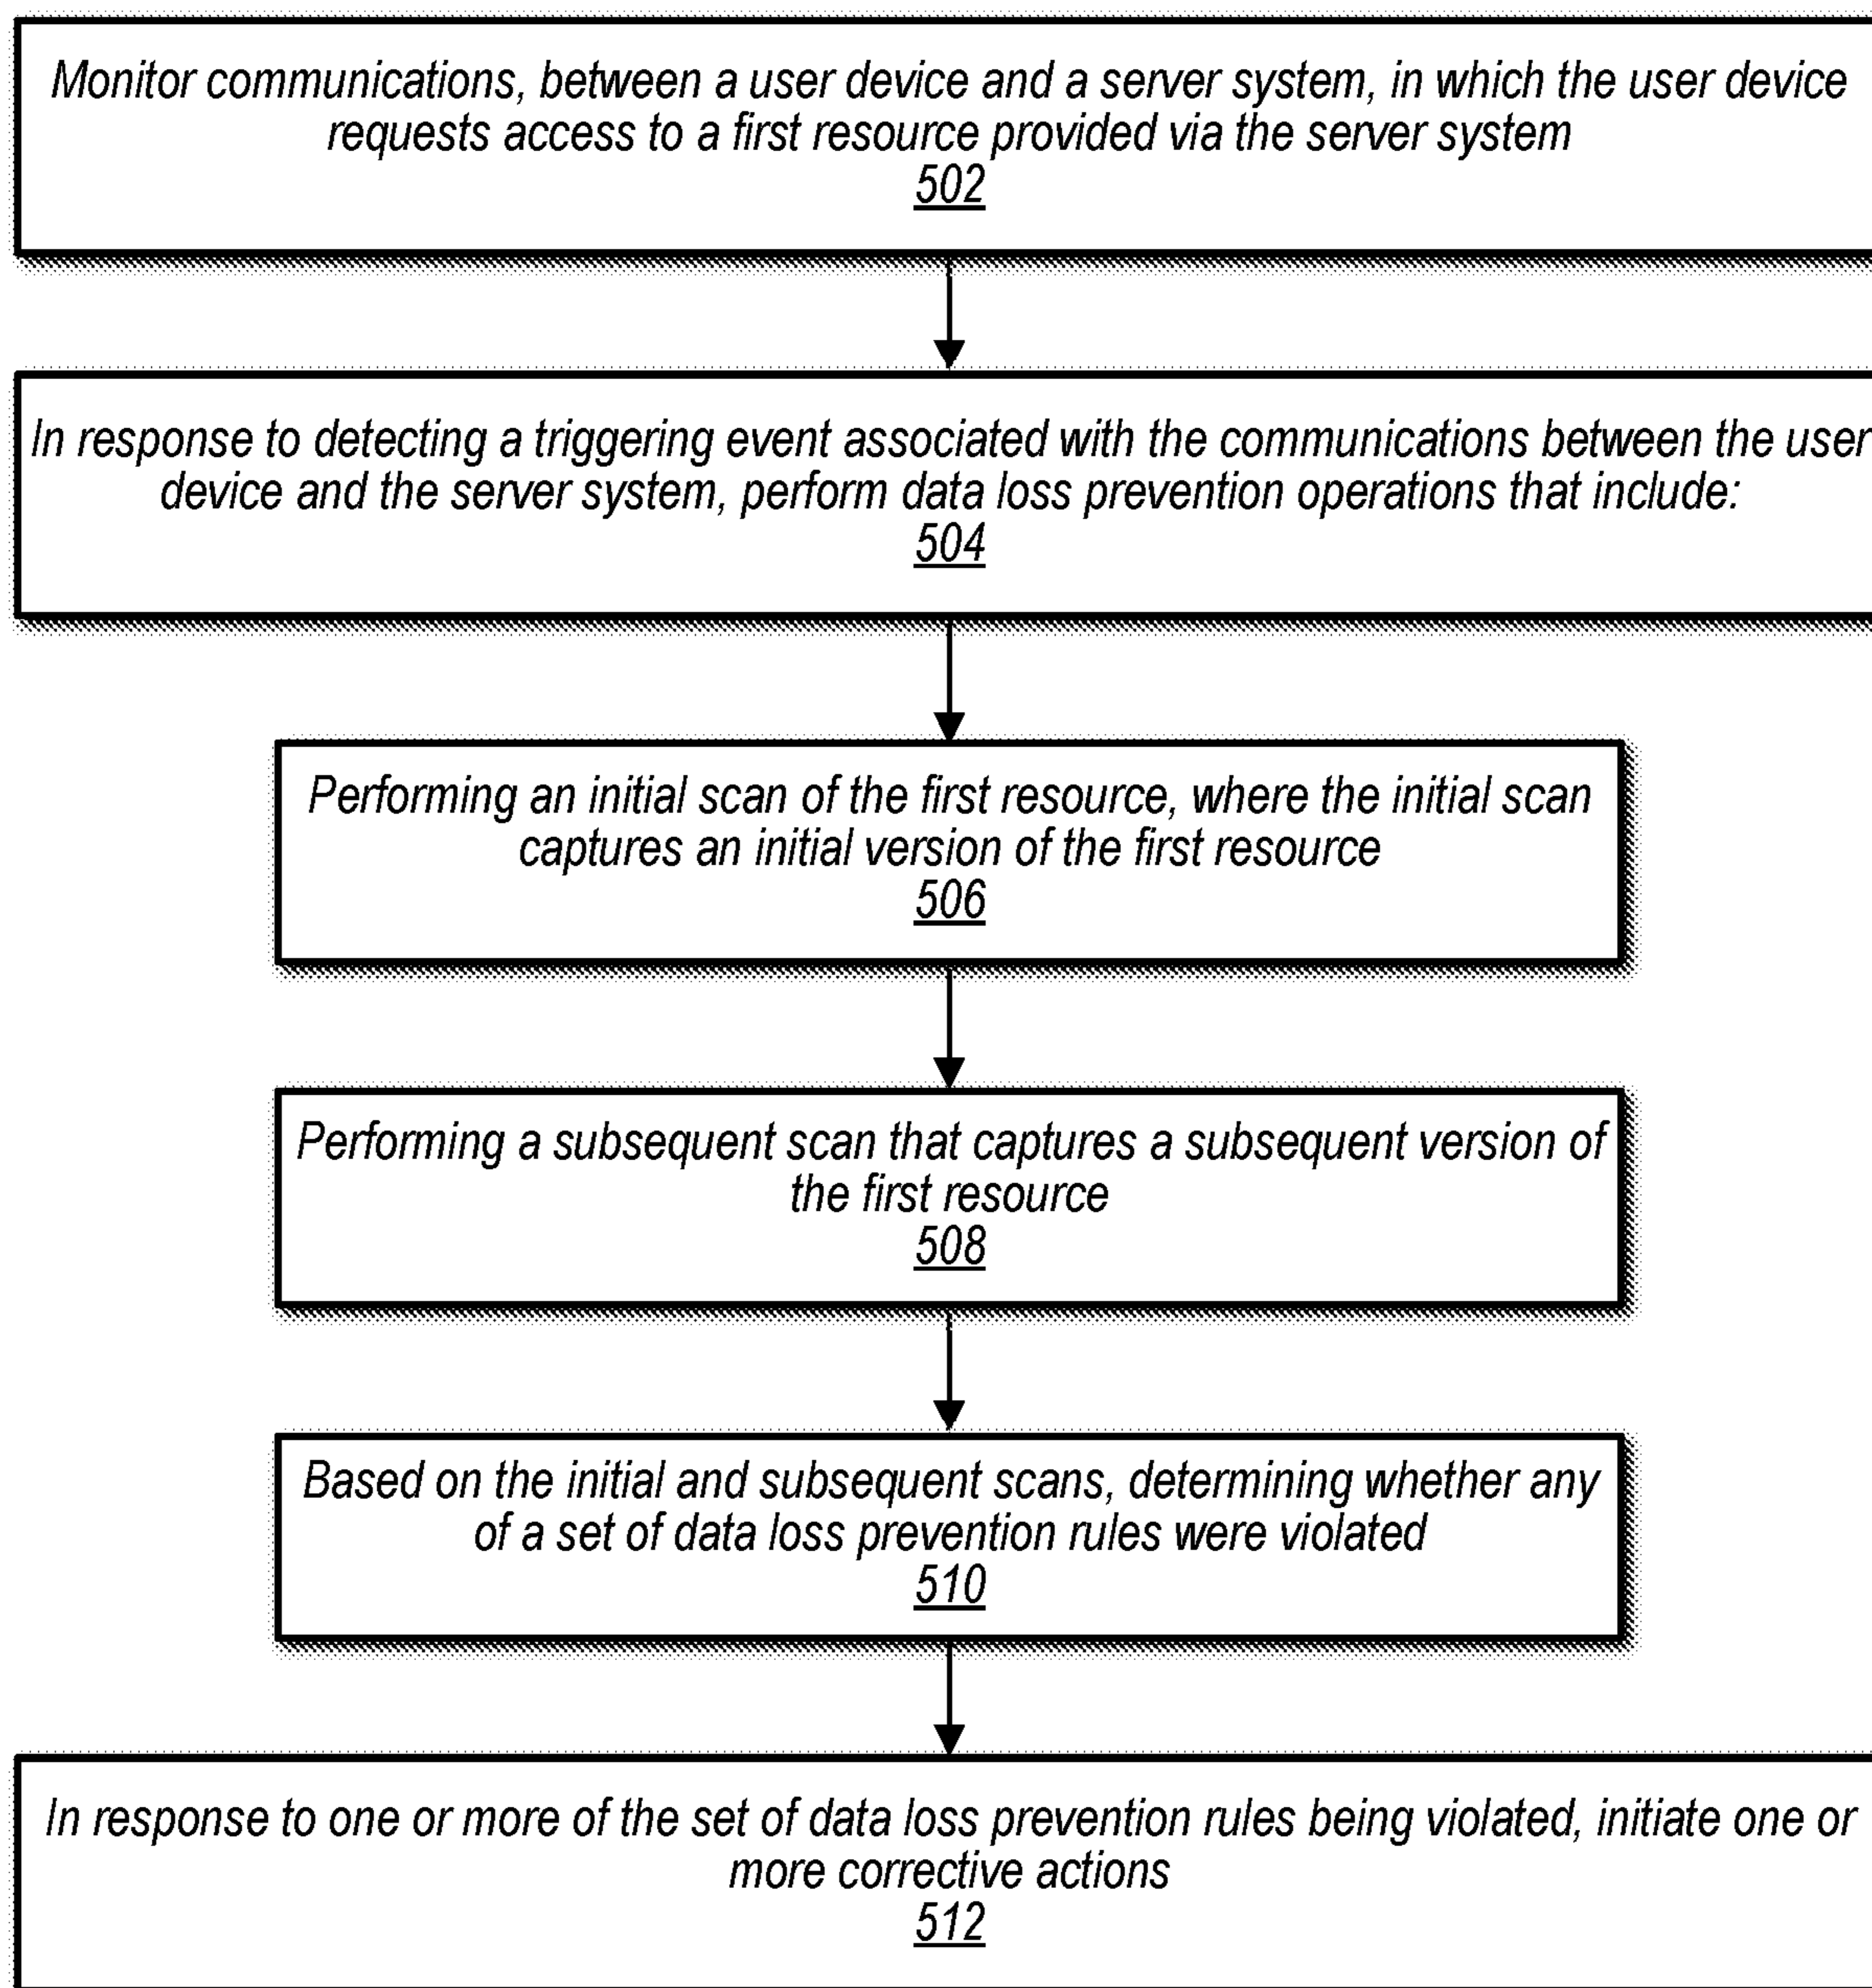 Monitor communications, between a user device and a server system, in which the user device
requests access to a first resource provided via the server system
502
In response to detecting a triggering event associated with the communications between the user
device and the server system, perform data loss prevention operations that include:
504
Performing an initial scan of the first resource, where the initial scan
captures an initial version of the first resource
506
Performing a subsequent scan that captures a subsequent version of
the first resource
508
Based on the initial and subsequent scans, determining whether any
of a set of data loss prevention rules were violated
510
In response to one or more of the set of data loss prevention rules being violated, initiate one or
more corrective actions
512